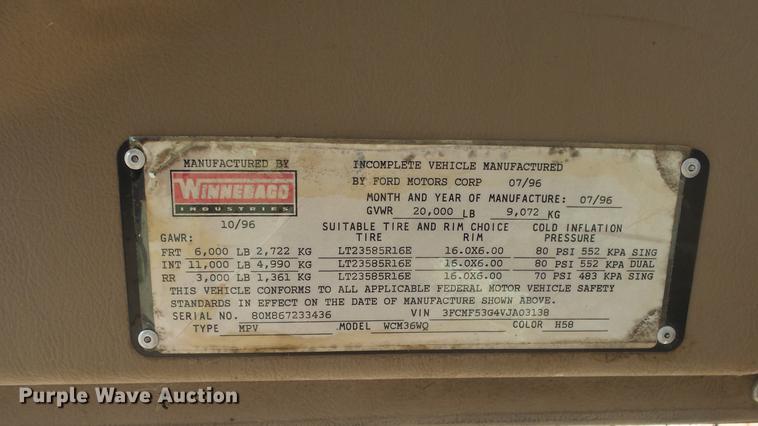 MANUFACTURED BY
WINNEBAGO
INDUSTRIES
10/96
INCOMPLETE VEHICLE MANUFACTURED
BY FORD MOTORS CORP 07/96
MONTH AND YEAR OF MANUFACTURE: 07/96
GVWR 20,000 LB 9,072 KG
SUITABLE TIRE AND RIM CHOICE COLD INFLATION
GAWR: TIRE RIM PRESSURE
FRT 6,000 LB 2,722 KG LT23585R16E 16.0X6.00 80 PSI 552 KPA SING
INT 11,000 LB 4,990 KG LT23585R16E 16.0X6.00 80 PSI 552 KPA DUAL
RR 3,000 LB 1,361 KG LT23585R16E 16.0X6.00 70 PSI 483 KPA SING
THIS VEHICLE CONFORMS TO ALL APPLICABLE FEDERAL MOTOR VEHICLE SAFETY
STANDARDS IN EFFECT ON THE DATE OF MANUFACTURE SHOWN ABOVE.
SERIAL NO. 80M867233436 VIN 3FCMF53G4VJA03138
TYPE MPV MODEL WCM36WQ COLOR H58
Purple Wave Auction